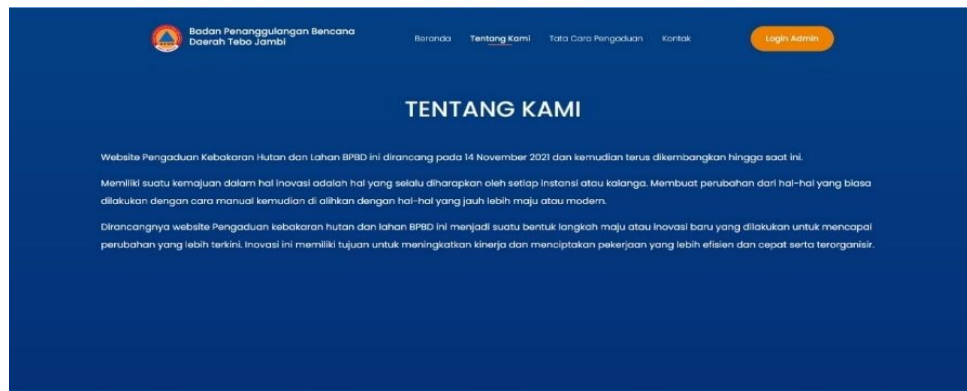 Badan Penanggulangan Bencana
Daerah Tebo Jambi
Beranda
Tentang Kami
Tata Cara Pengaduan
Kontak
Login Admin
TENTANG KAMI
Website Pengaduan Kebakaran Hutan dan Lahan BPBD ini dirancang pada 14 November 2021 dan kemudian terus dikembangkan hingga saat ini.
Memiliki suatu kemajuan dalam hal inovasi adalah hal yang selalu diharapkan oleh setiap instansi atau kalanga. Membuat perubahan dari hal-hal yang biasa
dilakukan dengan cara manual kemudian di alihkan dengan hal-hal yang jauh lebih maju atau modern.
Dirancangnya website Pengaduan kebakaran hutan dan lahan BPBD ini menjadi suatu bentuk langkah maju atau inovasi baru yang dilakukan untuk mencapai
perubahan yang lebih terkini. Inovasi ini memiliki tujuan untuk meningkatkan kinerja dan menciptakan pekerjaan yang lebih efisien dan cepat serta terorganisir.